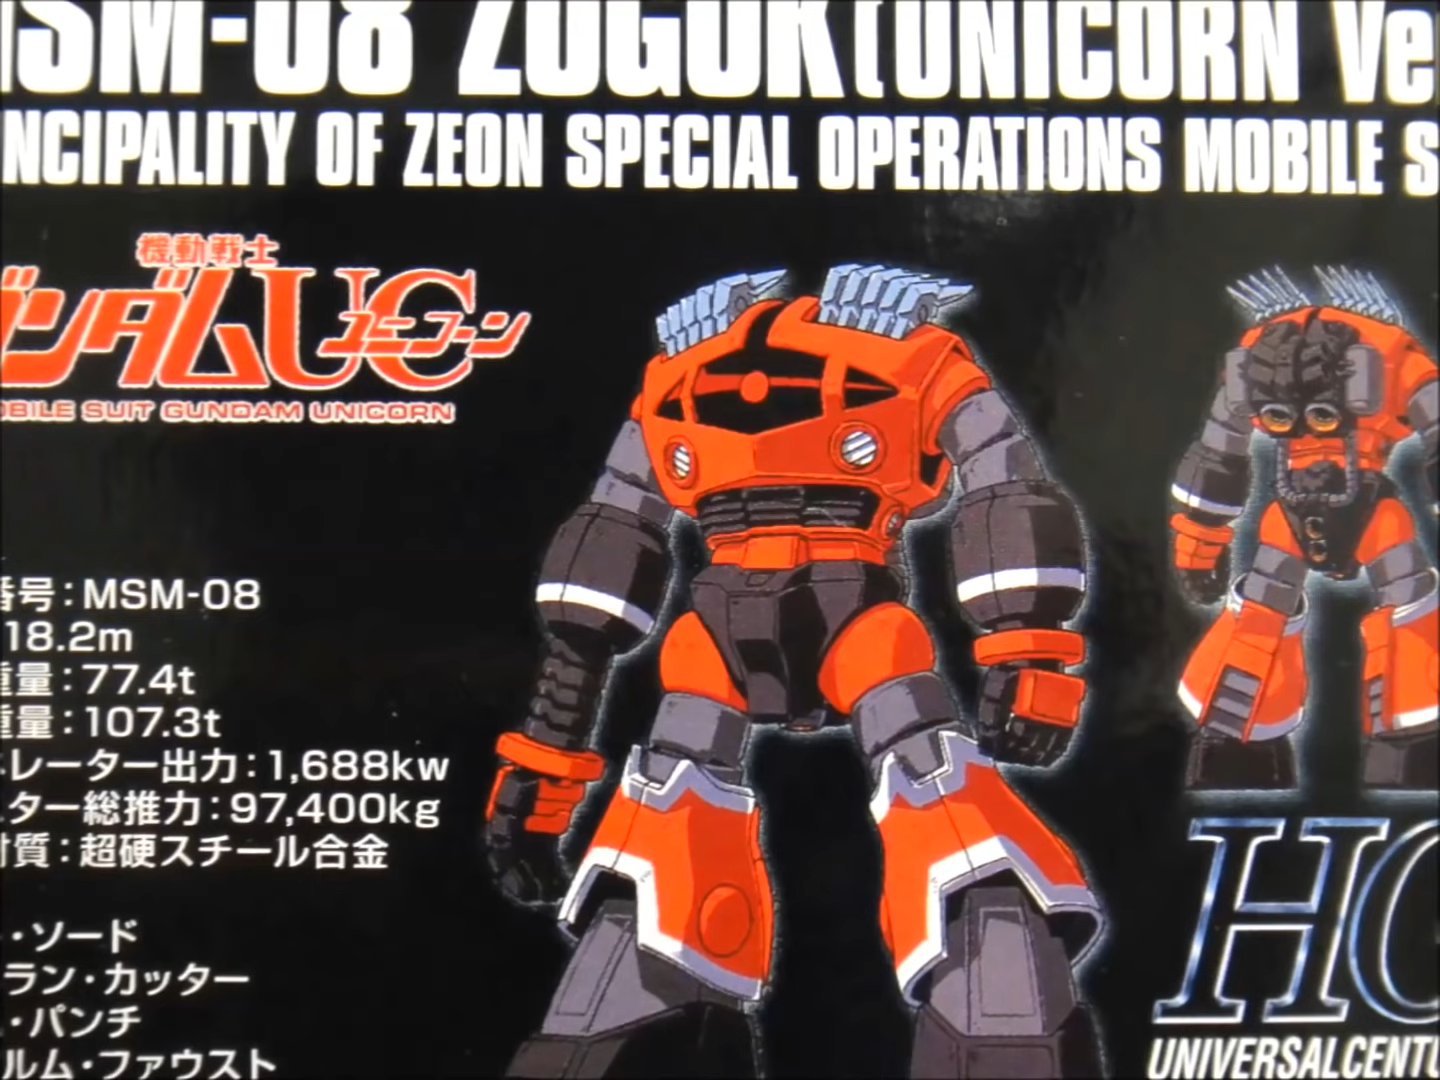 MSM-08 ZOGOK (UNICORN Ve
NCIPALITY OF ZEON SPECIAL OPERATIONS MOBILE S
機動戦士
ガンダムUC
ユニコーン
OBILE SUIT GUNDAM UNICORN
番号：MSM-08
18.2m
重量：77.4t
重量：107.3t
レーター出力：1,688kw
ター総推力：97,400kg
材質：超硬スチール合金
・ソード
ラン・カッター
・パンチ
ルム・ファウスト
HG
UNIVERSAL CENTU